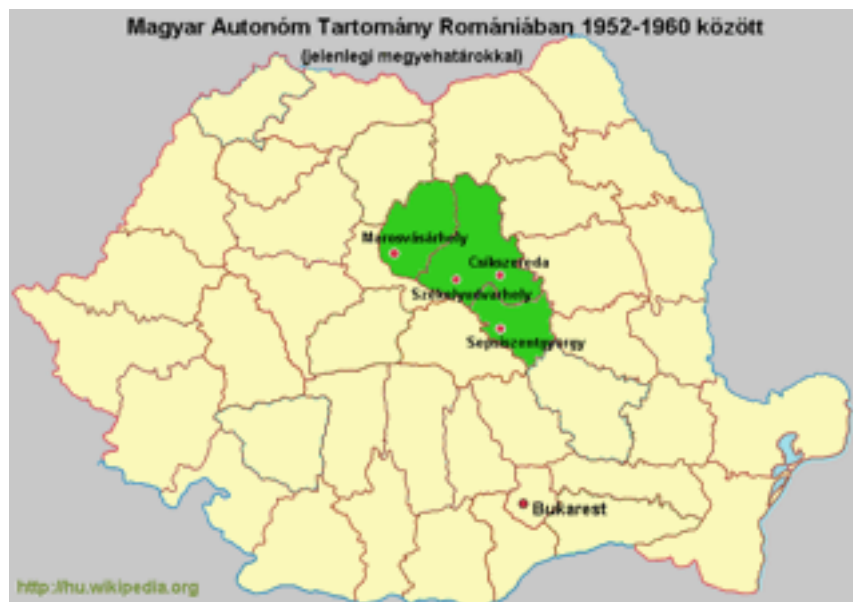 Magyar Autonóm Tartomány Romániában 1952-1960 között
(jelenlegi megyehatárokkal)
Marosvásárhely
Csíkszereda
Székelyudvarhely
Sepsiszentgyörgy
Bukarest
http://hu.wikipedia.org